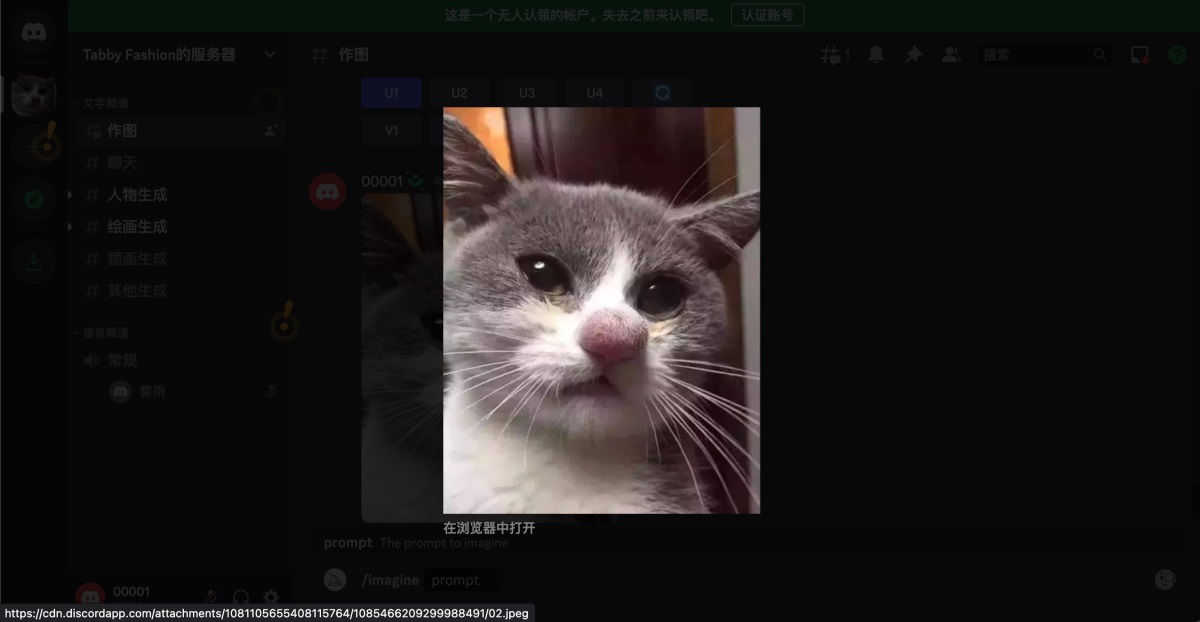 这是一个无人认领的帐户。失去之前来认领吧。 认证账号
Tabby Fashion的服务器
作图
1
搜索
文字频道
作图
聊天
人物生成
绘画生成
插画生成
其他生成
语音频道
常规
雾雨
U1 U2 U3 U4
V1
00001
在浏览器中打开
prompt The prompt to imagine
/imagine prompt
00001
https://cdn.discordapp.com/attachments/1081105655408115764/1085466209299988491/02.jpeg